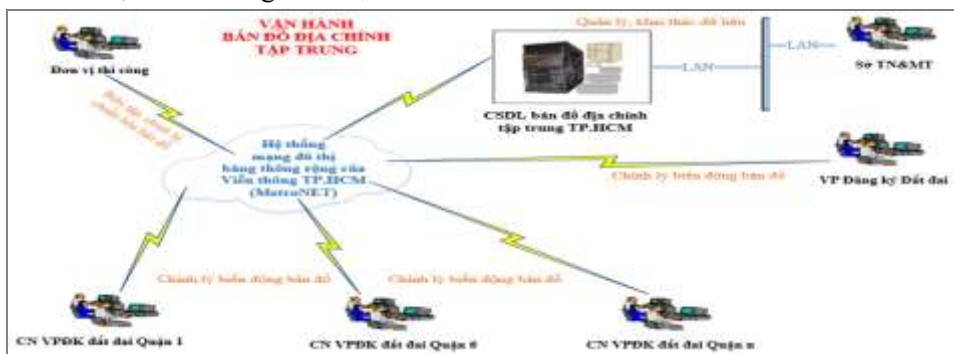 VẬN HÀNH
BẢN ĐỒ ĐỊA CHÍNH
TẬP TRUNG
Quản lý, khai thác dữ liệu
Đơn vị thi công
LAN
LAN
Sở TN&MT
CSDL bản đồ địa chính
tập trung TP.HCM
Hệ thống
mạng đô thị
băng thông rộng của
Viễn thông TP.HCM
(MetroNET)
Chỉnh lý biến động bản đồ
VP Đăng ký Đất đai
Chỉnh lý biến động bản đồ
Chỉnh lý biến động bản đồ
CN VPĐK đất đai Quận 1
CN VPĐK đất đai Quận 6
CN VPĐK đất đai Quận n